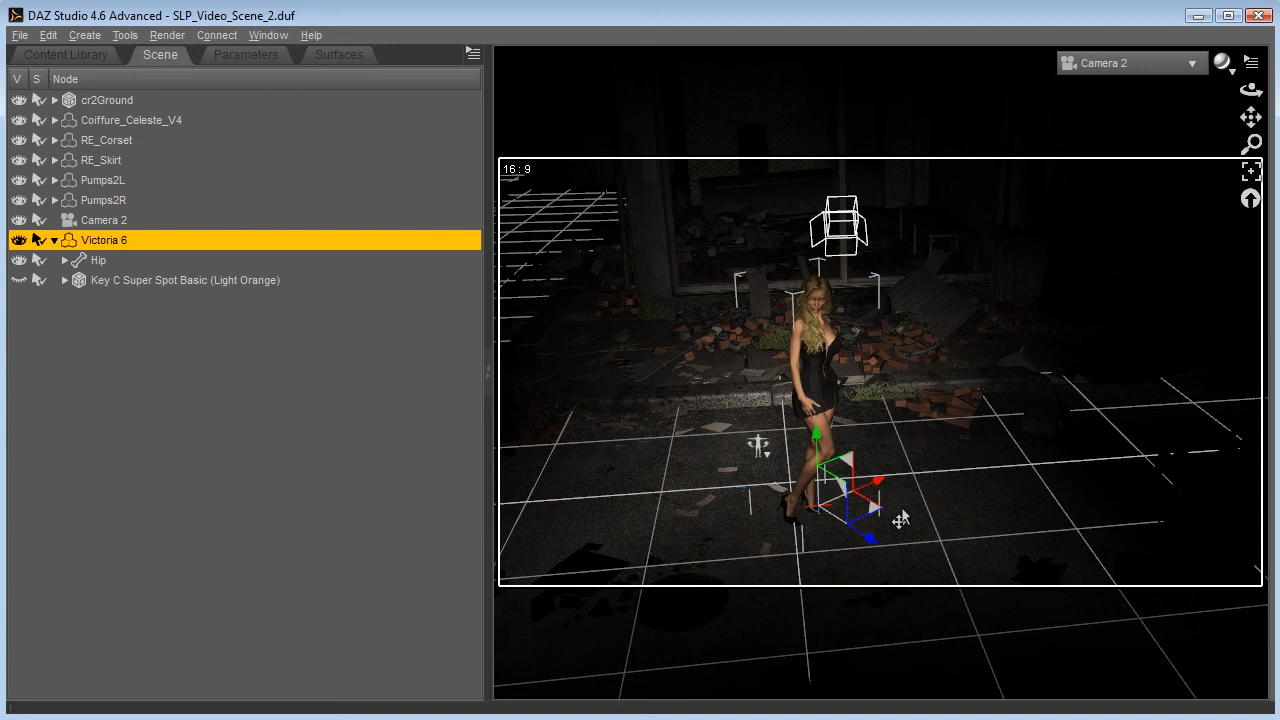 DAZ Studio 4.6 Advanced - SLP_Video_Scene_2.duf
File Edit Create Tools Render Connect Window Help
Content Library Scene Parameters Surfaces
Camera 2
V S Node
cr2Ground
Coiffure_Celeste_V4
RE_Corset
RE_Skirt
Pumps2L
Pumps2R
Camera 2
Victoria 6
Hip
Key C Super Spot Basic (Light Orange)
16 : 9